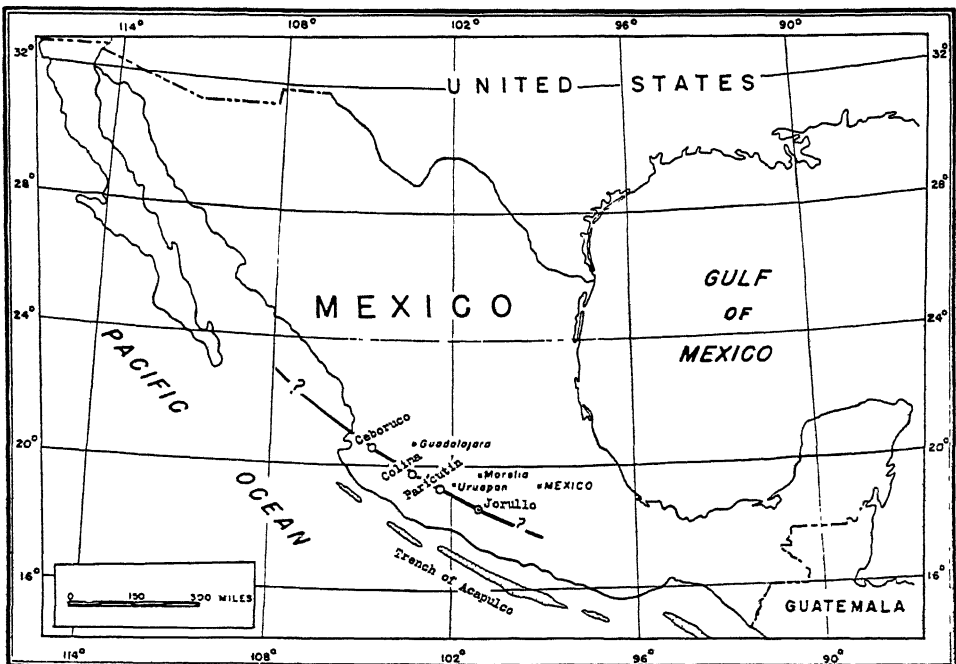 114° 108° 102° 96° 90°
32° 32°
UNITED STATES
28° 28°
GULF
OF
MEXICO
MEXICO
24° 24°
PACIFIC
OCEAN
?
Ceboruco
Guadalajara
20° 20°
Colima
Parícutin
Morelia
Uruapan
MEXICO
Jorullo
?
Trench of Acapulco
16° 16°
0 150 300 MILES
GUATEMALA
114° 108° 102° 96° 90°